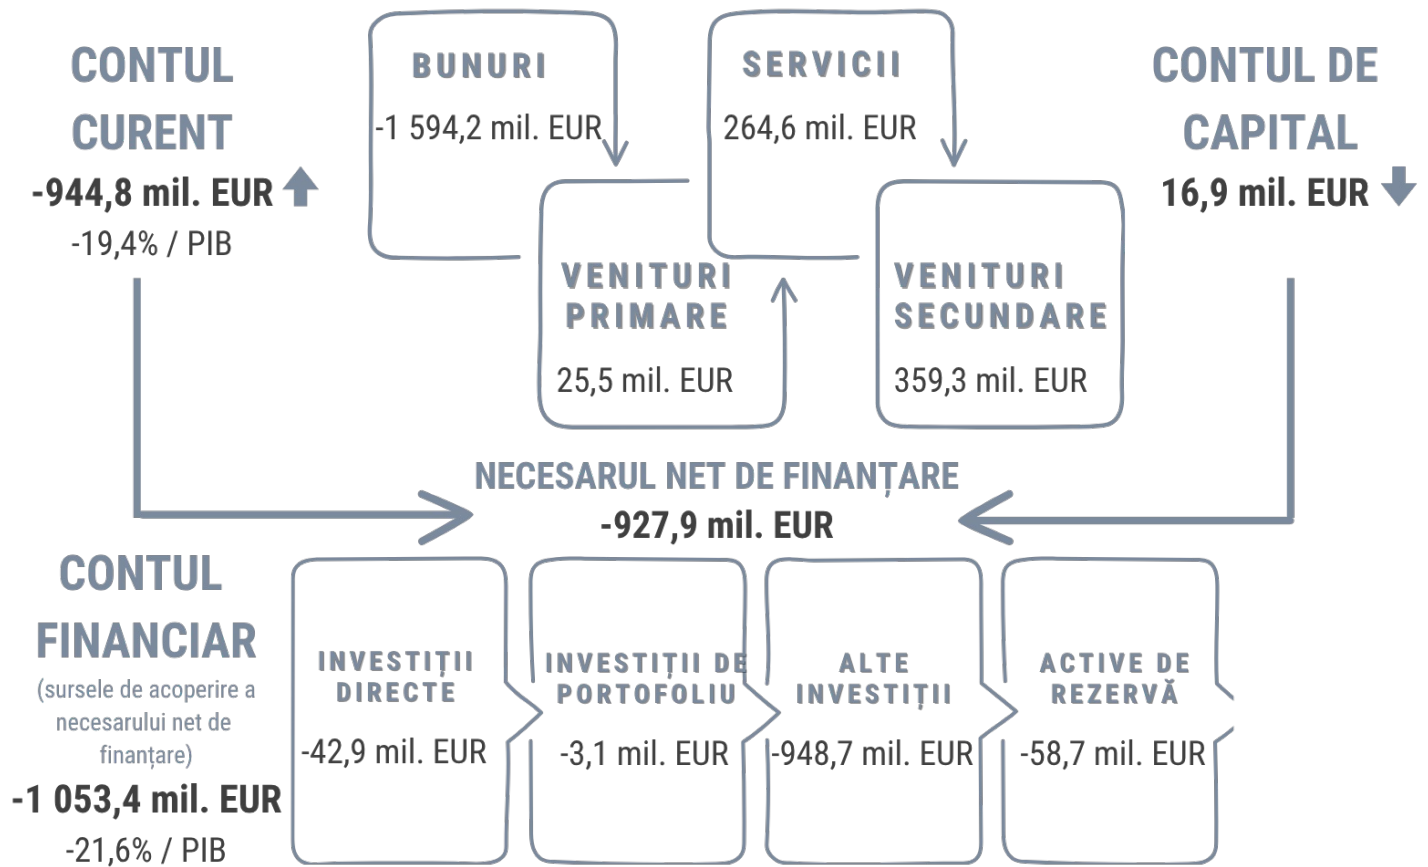 CONTUL
CURENT
-944,8 mil. EUR
-19,4% / PIB
BUNURI
-1 594,2 mil. EUR
SERVICII
264,6 mil. EUR
VENITURI
PRIMARE
25,5 mil. EUR
VENITURI
SECUNDARE
359,3 mil. EUR
CONTUL DE
CAPITAL
16,9 mil. EUR
NECESARUL NET DE FINANȚARE
-927,9 mil. EUR
CONTUL
FINANCIAR
(sursele de acoperire a
necesarului net de
finanțare)
-1 053,4 mil. EUR
-21,6% / PIB
INVESTIȚII
DIRECTE
-42,9 mil. EUR
INVESTIȚII DE
PORTOFOLIU
-3,1 mil. EUR
ALTE
INVESTIȚII
-948,7 mil. EUR
ACTIVE DE
REZERVĂ
-58,7 mil. EUR